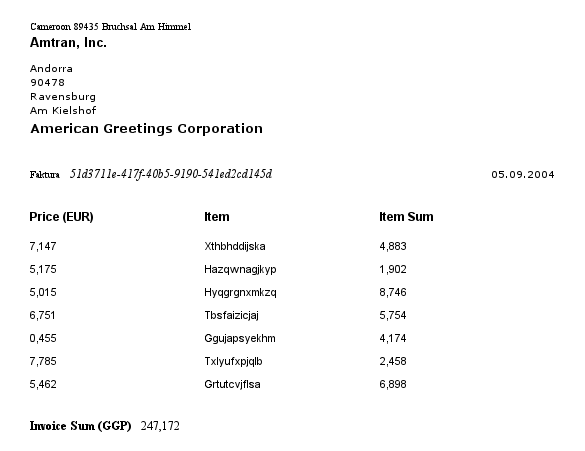 Cameroon 89435 Bruchsal Am Himmel
Amtran, Inc.
Andorra
90478
Ravensburg
Am Kielshof
American Greetings Corporation
Faktura 51d3711e-417f-40b5-9190-541ed2cd145d 05.09.2004
Price (EUR) Item Item Sum
7,147 Xthbhddijska 4,883
5,175 Hazqwnagjkyp 1,902
5,015 Hyqgrgnxmkzq 8,746
6,751 Tbsfaizicjaj 5,754
0,455 Ggujapsyekhm 4,174
7,785 Txlyufxpjqlb 2,458
5,462 Grtutcvjflsa 6,898
Invoice Sum (GGP) 247,172